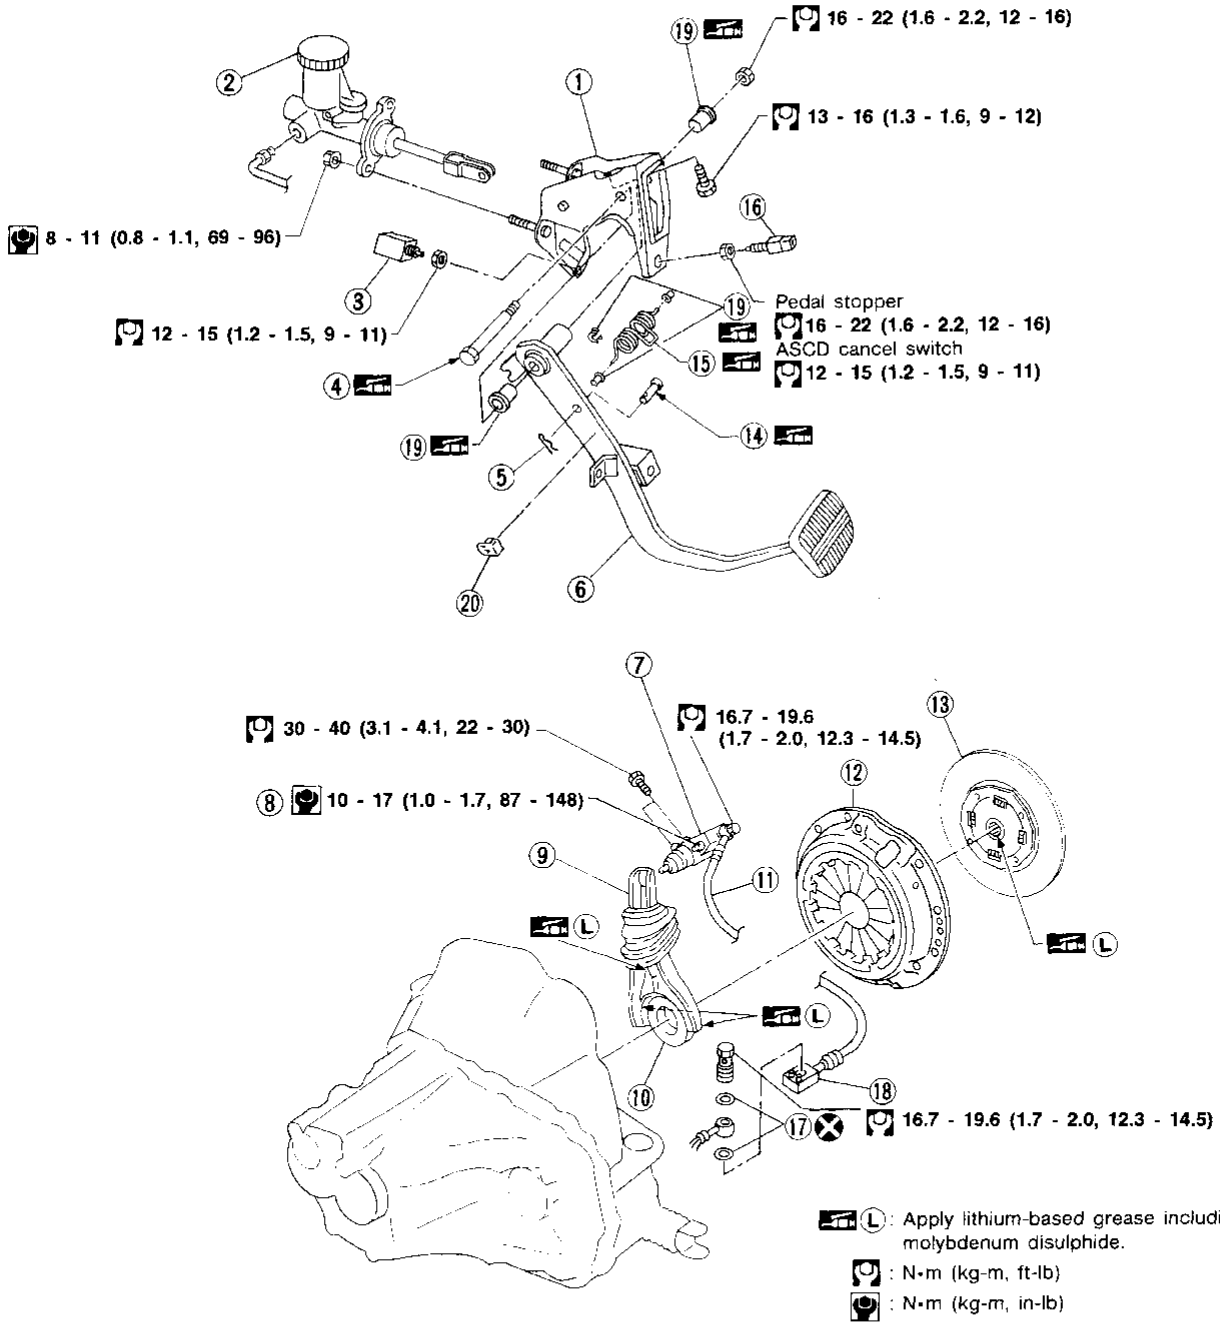 19 16 - 22 (1.6 - 2.2, 12 - 16)
2 1
13 - 16 (1.3 - 1.6, 9 - 12)
16
8 - 11 (0.8 - 1.1, 69 - 96)
3 19 Pedal stopper
12 - 15 (1.2 - 1.5, 9 - 11)
16 - 22 (1.6 - 2.2, 12 - 16)
ASCD cancel switch
4 15
12 - 15 (1.2 - 1.5, 9 - 11)
19 5 14
20 6
7
13
30 - 40 (3.1 - 4.1, 22 - 30)
16.7 - 19.6
(1.7 - 2.0, 12.3 - 14.5)
12
8 10 - 17 (1.0 - 1.7, 87 - 148)
9 11
L
L
L
10 18
17 16.7 - 19.6 (1.7 - 2.0, 12.3 - 14.5)
L : Apply lithium-based grease includi
molybdenum disulphide.
: N•m (kg-m, ft-lb)
: N•m (kg-m, in-lb)